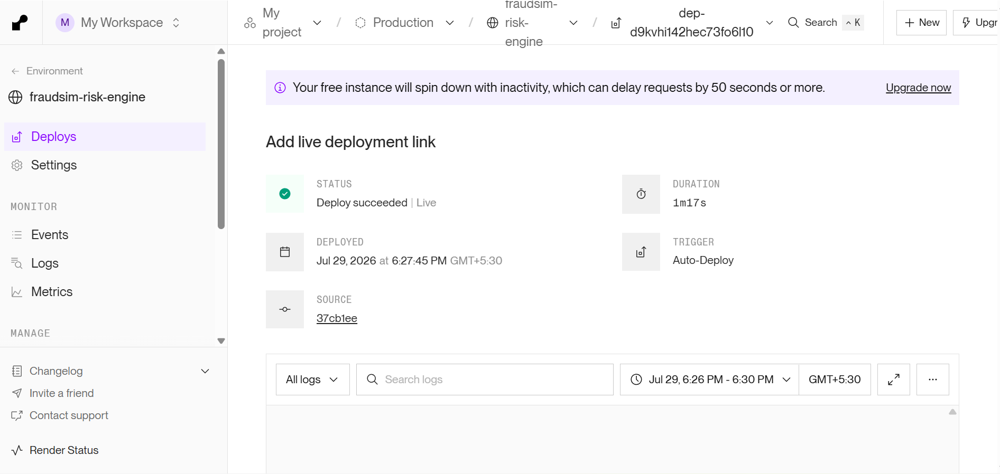 M My Workspace
My project / Production / fraudsim-risk-engine / dep-d9kvhi142hec73fo6l10
Search ^ K
+ New
Upgr
← Environment
fraudsim-risk-engine
Deploys
Settings
MONITOR
Events
Logs
Metrics
MANAGE
Changelog
Invite a friend
Contact support
Render Status
Your free instance will spin down with inactivity, which can delay requests by 50 seconds or more.
Upgrade now
Add live deployment link
STATUS
Deploy succeeded | Live
DURATION
1m17s
DEPLOYED
Jul 29, 2026 at 6:27:45 PM GMT+5:30
TRIGGER
Auto-Deploy
SOURCE
37cb1ee
All logs
Search logs
Jul 29, 6:26 PM - 6:30 PM
GMT+5:30
...